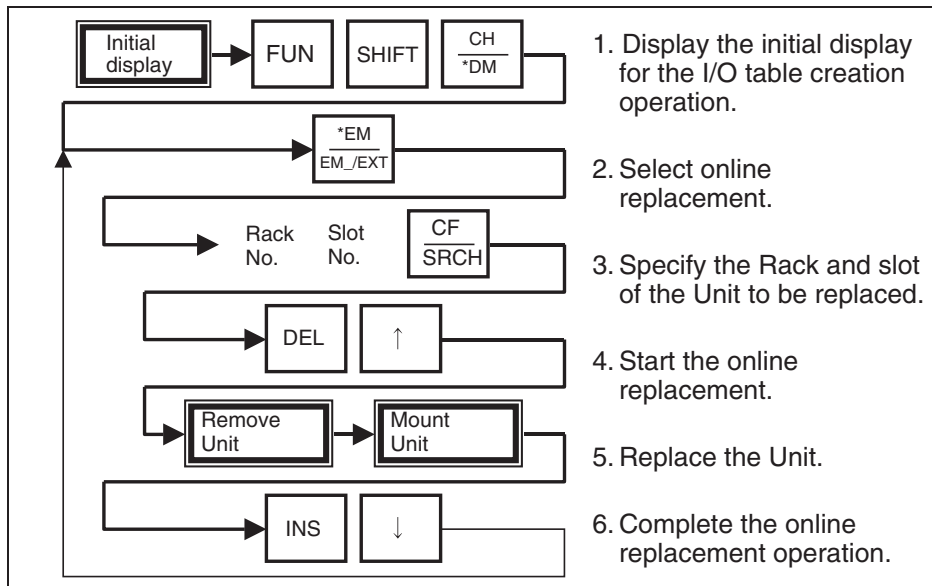 Initial
display
FUN
SHIFT
CH
*DM
1. Display the initial display
for the I/O table creation
operation.
*EM
EM_/EXT
2. Select online
replacement.
Rack
No.
Slot
No.
CF
SRCH
3. Specify the Rack and slot
of the Unit to be replaced.
DEL
↑
4. Start the online
replacement.
Remove
Unit
Mount
Unit
5. Replace the Unit.
INS
↓
6. Complete the online
replacement operation.